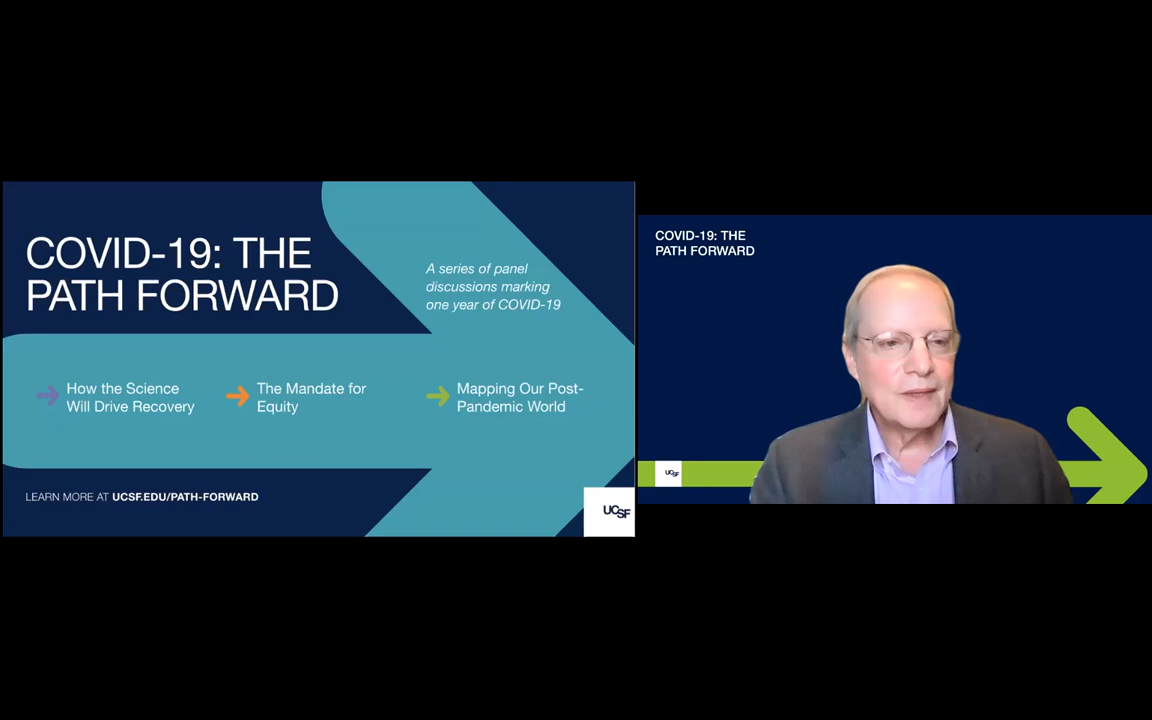 COVID-19: THE
PATH FORWARD
A series of panel
discussions marking
one year of COVID-19
How the Science
Will Drive Recovery
The Mandate for
Equity
Mapping Our Post-
Pandemic World
LEARN MORE AT UCSF.EDU/PATH-FORWARD
UCSF
COVID-19: THE
PATH FORWARD
UCSF